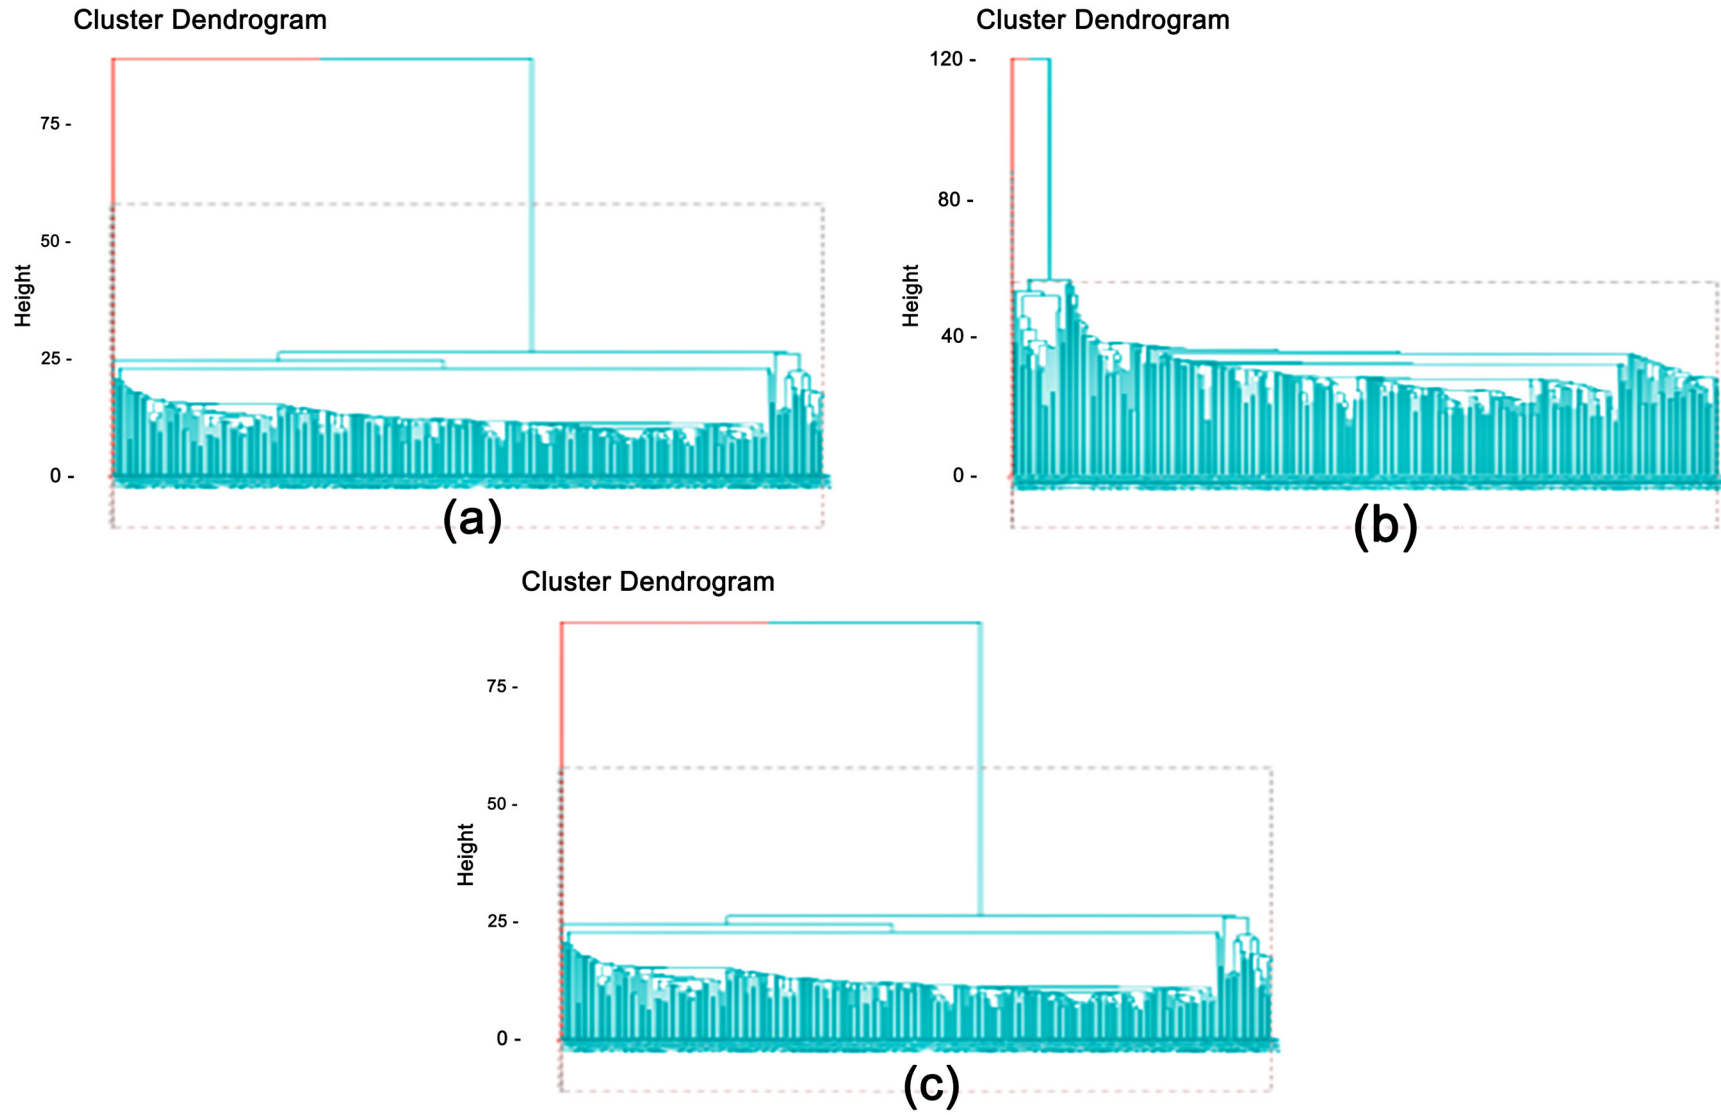 Cluster Dendrogram
75 -
50 -
25 -
0 -
Height
(a)
Cluster Dendrogram
120 -
80 -
40 -
0 -
Height
(b)
Cluster Dendrogram
75 -
50 -
25 -
0 -
Height
(c)